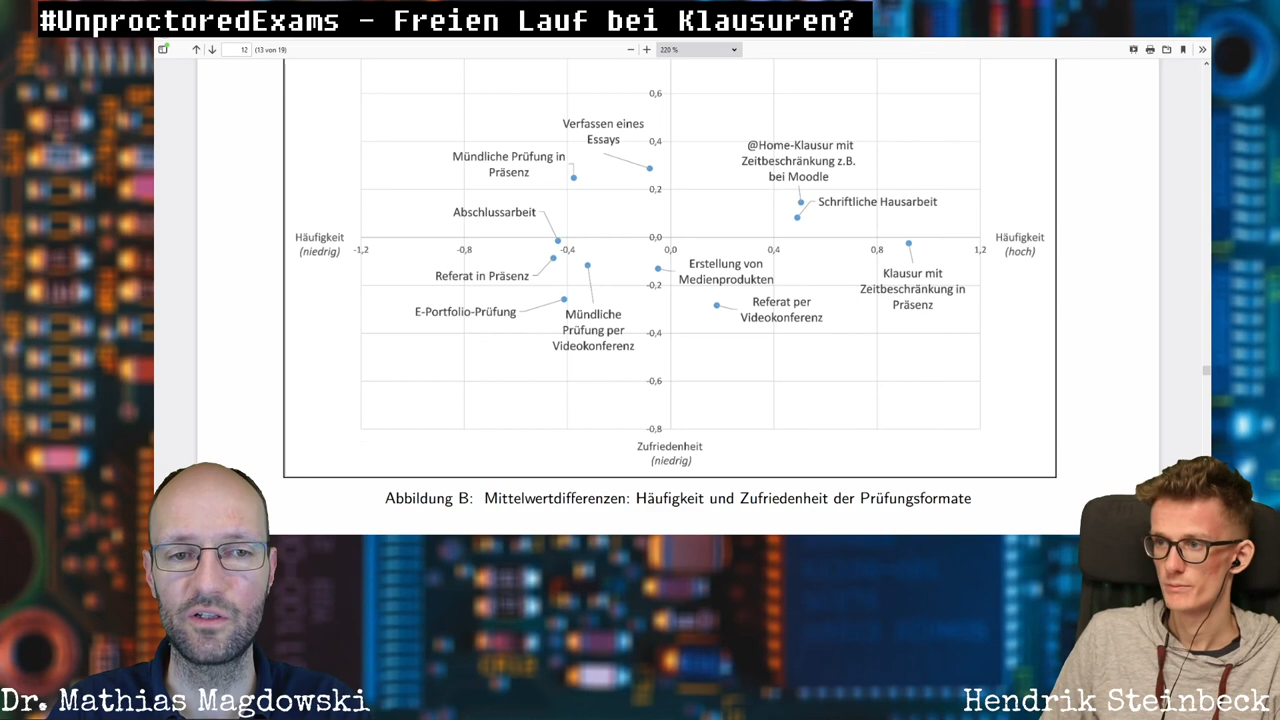 #UnproctoredExams - Freien Lauf bei Klausuren?
12 (13 von 19)
220 %
0,6
Verfassen eines
Essays
0,4
@Home-Klausur mit
Zeitbeschränkung z.B.
bei Moodle
Mündliche Prüfung in
Präsenz
0,2
Schriftliche Hausarbeit
Abschlussarbeit
Häufigkeit
(niedrig)
0,0
Häufigkeit
(hoch)
-1,2 -0,8 -0,4 0,0 0,4 0,8 1,2
Referat in Präsenz
Erstellung von
Medienprodukten
Klausur mit
Zeitbeschränkung in
Präsenz
-0,2
E-Portfolio-Prüfung
Mündliche
Prüfung per
Videokonferenz
Referat per
Videokonferenz
-0,4
-0,6
-0,8
Zufriedenheit
(niedrig)
Abbildung B: Mittelwertdifferenzen: Häufigkeit und Zufriedenheit der Prüfungsformate
Dr. Mathias Magdowski
Hendrik Steinbeck